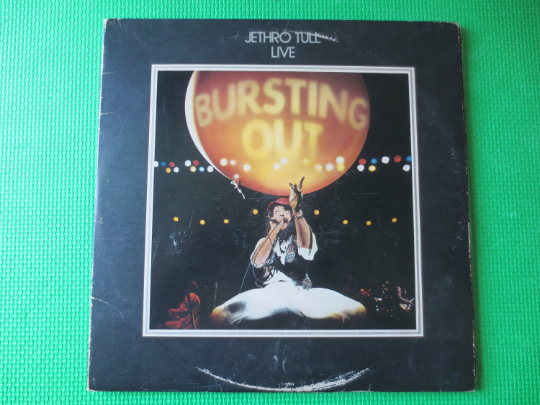 JETHRO TULL
LIVE
BURSTING
OUT